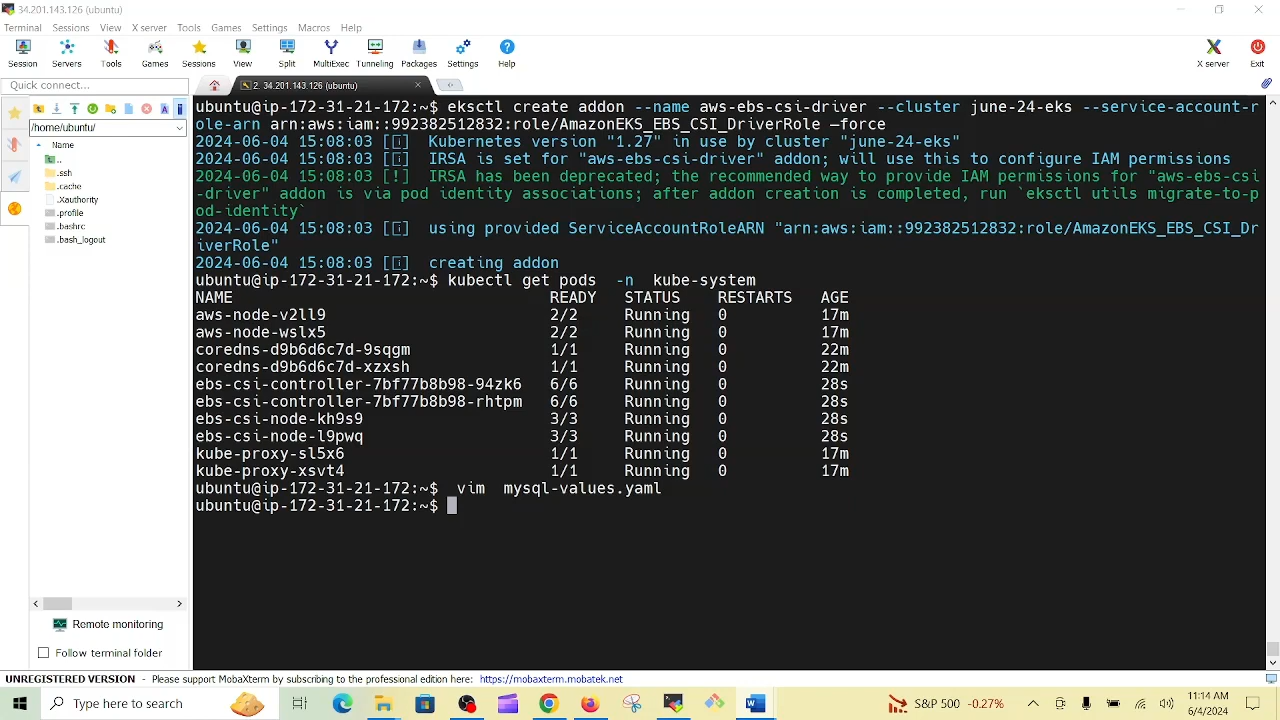 34.201.143.126 (ubuntu)
Terminal Sessions View X server Tools Games Settings Macros Help
Session Servers Tools Games Sessions View Split MultiExec Tunneling Packages Settings Help X server Exit
Quick connect...
2. 34.201.143.126 (ubuntu)
/home/ubuntu/
Name
..
.ssh
.cache
.Xauthority
.profile
.bashrc
.bash_logout
ubuntu@ip-172-31-21-172:~$ eksctl create addon --name aws-ebs-csi-driver --cluster june-24-eks --service-account-r
ole-arn arn:aws:iam::992382512832:role/AmazonEKS_EBS_CSI_DriverRole –force
2024-06-04 15:08:03 [ℹ] Kubernetes version "1.27" in use by cluster "june-24-eks"
2024-06-04 15:08:03 [ℹ] IRSA is set for "aws-ebs-csi-driver" addon; will use this to configure IAM permissions
2024-06-04 15:08:03 [!] IRSA has been deprecated; the recommended way to provide IAM permissions for "aws-ebs-csi
-driver" addon is via pod identity associations; after addon creation is completed, run `eksctl utils migrate-to-p
od-identity`
2024-06-04 15:08:03 [ℹ] using provided ServiceAccountRoleARN "arn:aws:iam::992382512832:role/AmazonEKS_EBS_CSI_Dr
iverRole"
2024-06-04 15:08:03 [ℹ] creating addon
ubuntu@ip-172-31-21-172:~$ kubectl get pods -n kube-system
NAME READY STATUS RESTARTS AGE
aws-node-v2ll9 2/2 Running 0 17m
aws-node-wslx5 2/2 Running 0 17m
coredns-d9b6d6c7d-9sqgm 1/1 Running 0 22m
coredns-d9b6d6c7d-xzxsh 1/1 Running 0 22m
ebs-csi-controller-7bf77b8b98-94zk6 6/6 Running 0 28s
ebs-csi-controller-7bf77b8b98-rhtpm 6/6 Running 0 28s
ebs-csi-node-kh9s9 3/3 Running 0 28s
ebs-csi-node-l9pwq 3/3 Running 0 28s
kube-proxy-sl5x6 1/1 Running 0 17m
kube-proxy-xsvt4 1/1 Running 0 17m
ubuntu@ip-172-31-21-172:~$ vim mysql-values.yaml
ubuntu@ip-172-31-21-172:~$
Remote monitoring
Follow terminal folder
UNREGISTERED VERSION - Please support MobaXterm by subscribing to the professional edition here: https://mobaxterm.mobatek.net
Type here to search
S&P 500 -0.27%
11:14 AM
6/4/2024